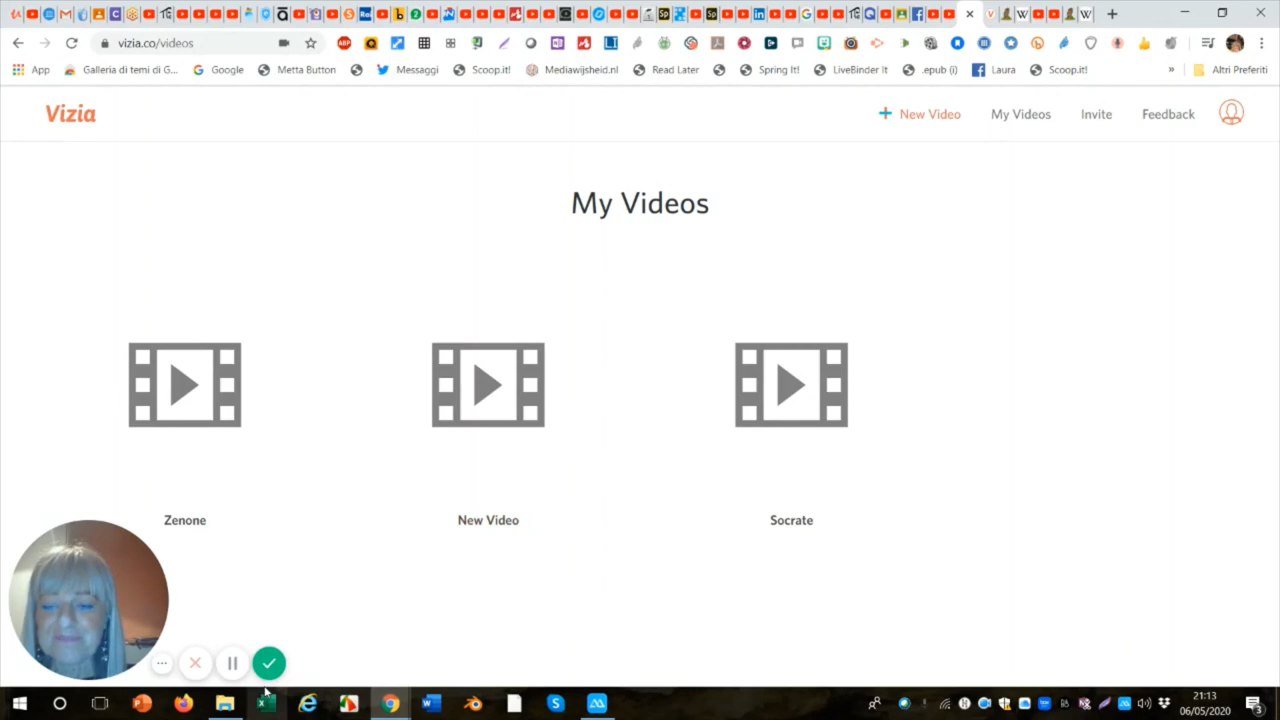 vizia.co/videos
App
Galleria di temi di G...
Google
Metta Button
Messaggi
Scoop.it!
Mediawijsheid.nl
Read Later
Spring It!
LiveBinder It
.epub (i)
Laura
Scoop.it!
»
Altri Preferiti
Vizia
+ New Video
My Videos
Invite
Feedback
My Videos
Zenone
New Video
Socrate
21:13
06/05/2020
3